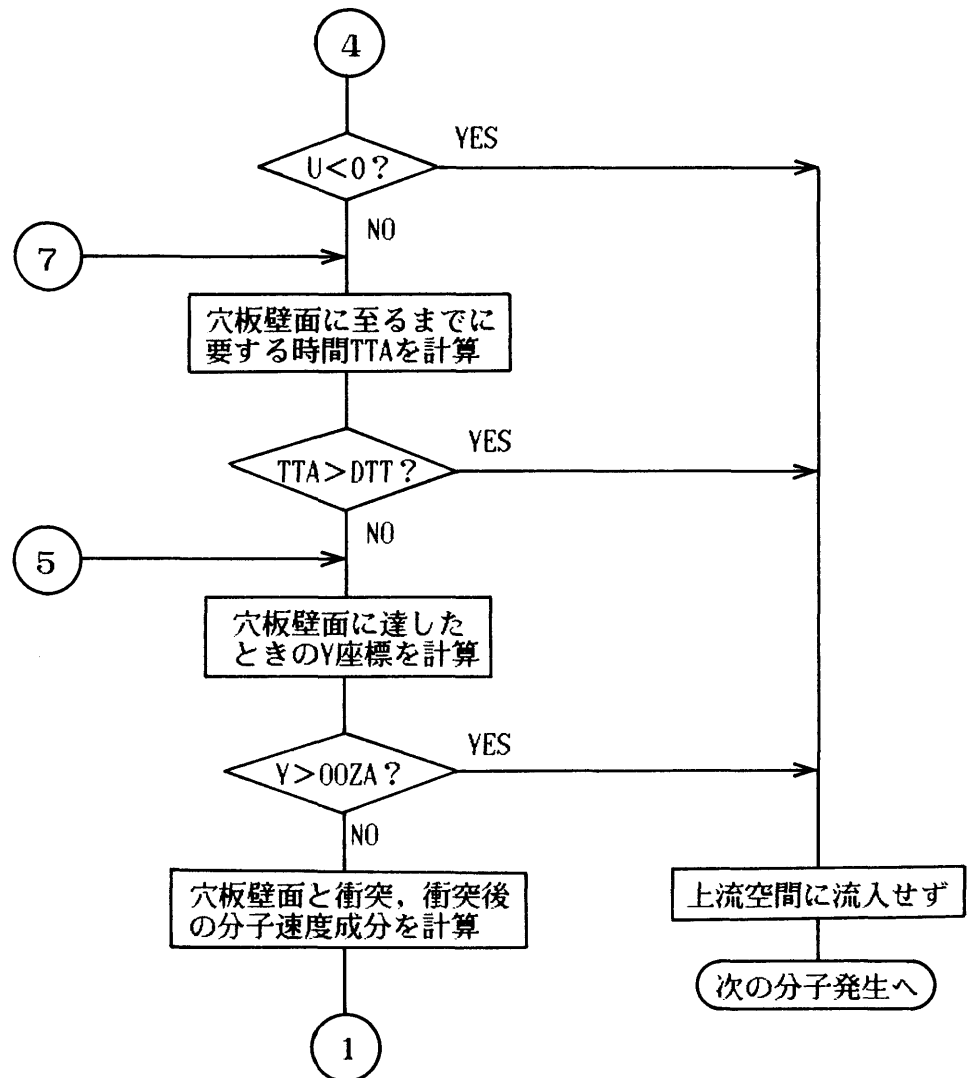 4
YES
U<0?
NO
7
穴板壁面に至るまでに
要する時間TTAを計算
YES
TTA>DTT?
NO
5
穴板壁面に達した
ときのY座標を計算
YES
Y>OOZA?
NO
穴板壁面と衝突,衝突後
の分子速度成分を計算
上流空間に流入せず
次の分子発生へ
1